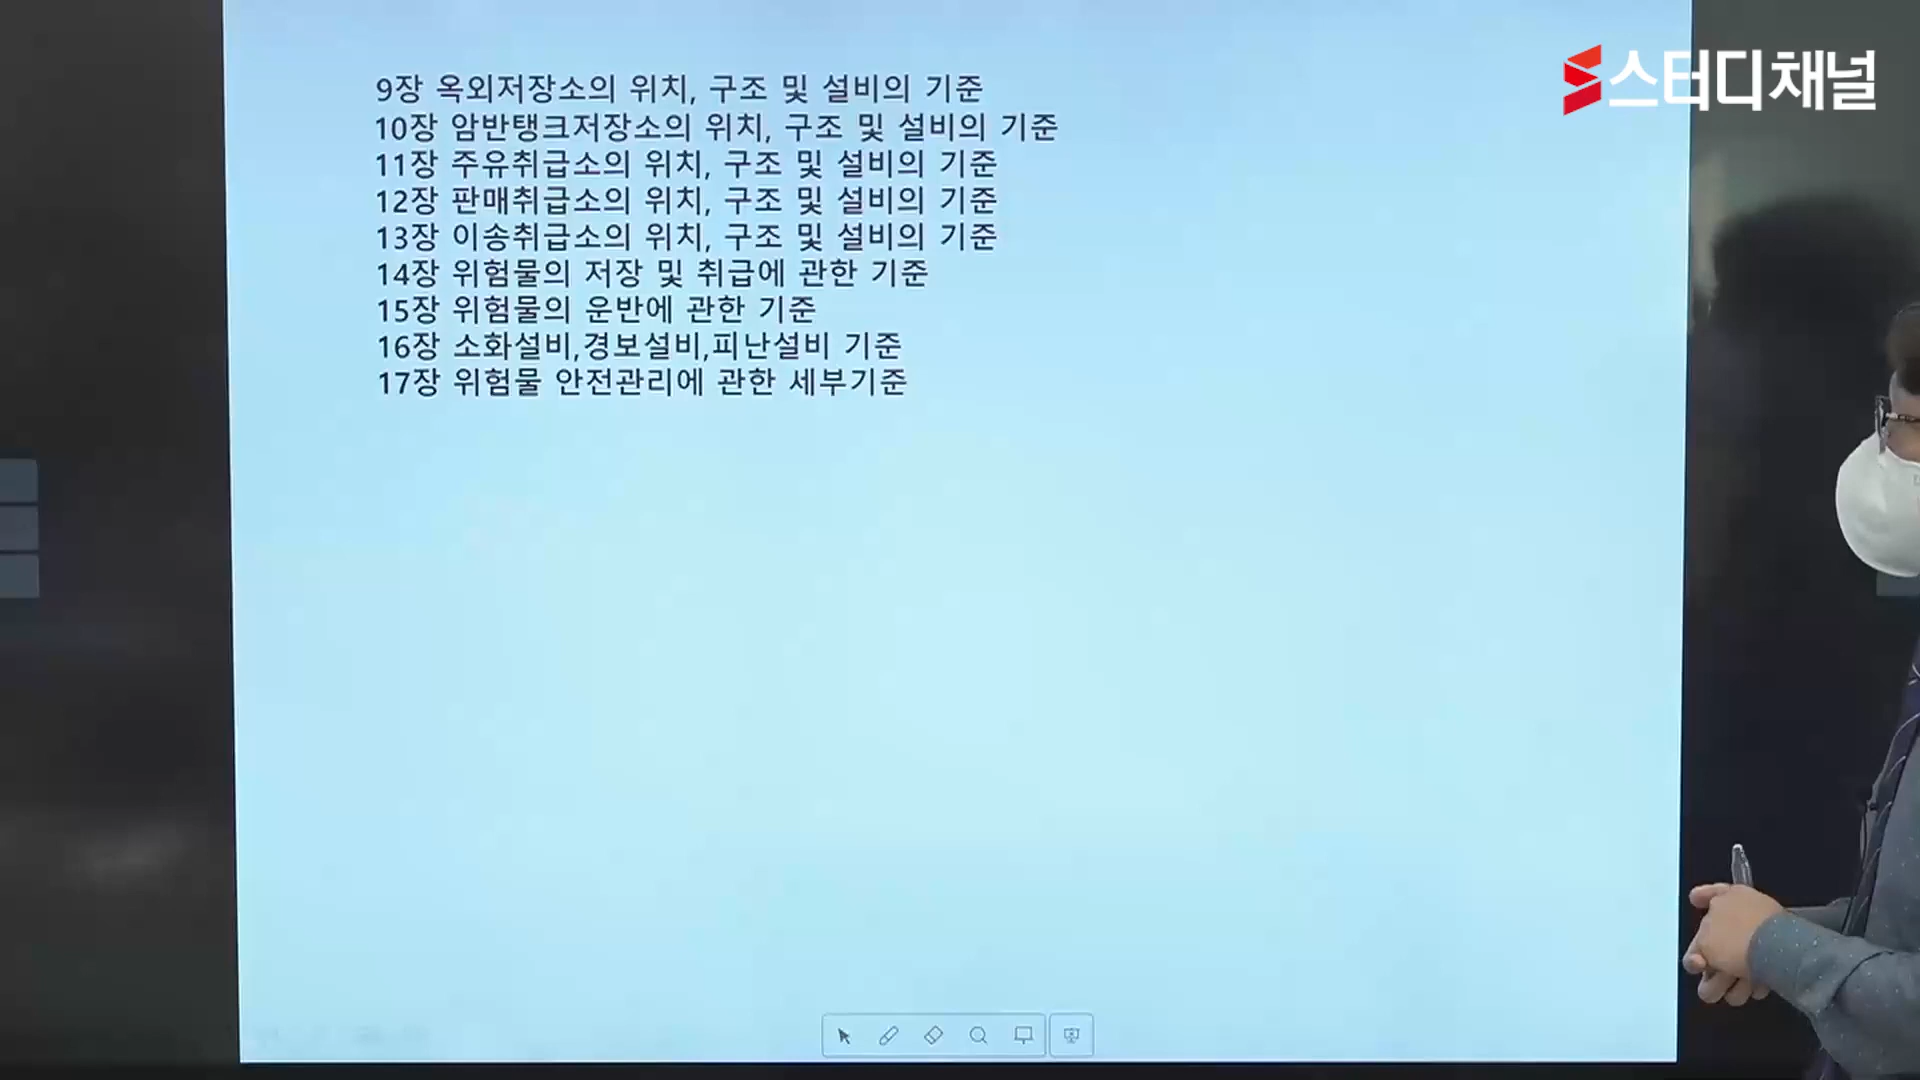 스터디채널
9장 옥외저장소의 위치, 구조 및 설비의 기준
10장 암반탱크저장소의 위치, 구조 및 설비의 기준
11장 주유취급소의 위치, 구조 및 설비의 기준
12장 판매취급소의 위치, 구조 및 설비의 기준
13장 이송취급소의 위치, 구조 및 설비의 기준
14장 위험물의 저장 및 취급에 관한 기준
15장 위험물의 운반에 관한 기준
16장 소화설비,경보설비,피난설비 기준
17장 위험물 안전관리에 관한 세부기준